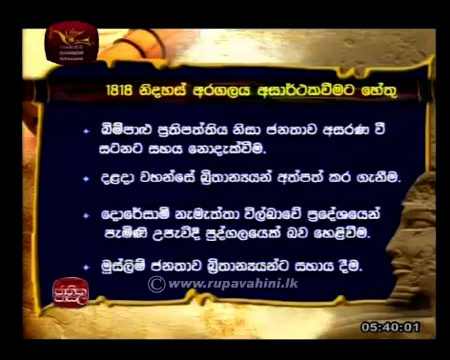 1818 නිදහස් අරගලය අසාර්ථකවීමට හේතු
බිම්පාළු ප්‍රතිපත්තිය නිසා ජනතාව අසරණ වී
සටනට සහය නොදැක්වීම.
දළදා වහන්සේ බ්‍රිතාන්‍යයන් අත්පත් කර ගැනීම.
දොරේසාමි නැමැත්තා විල්බාවේ ප්‍රදේශයෙන්
පැමිණි උපැවිදි පුද්ගලයෙක් බව හෙළිවීම.
මුස්ලිම් ජනතාව බ්‍රිතාන්‍යයන්ට සහාය දීම.
© www.rupavahini.lk
05:40:01